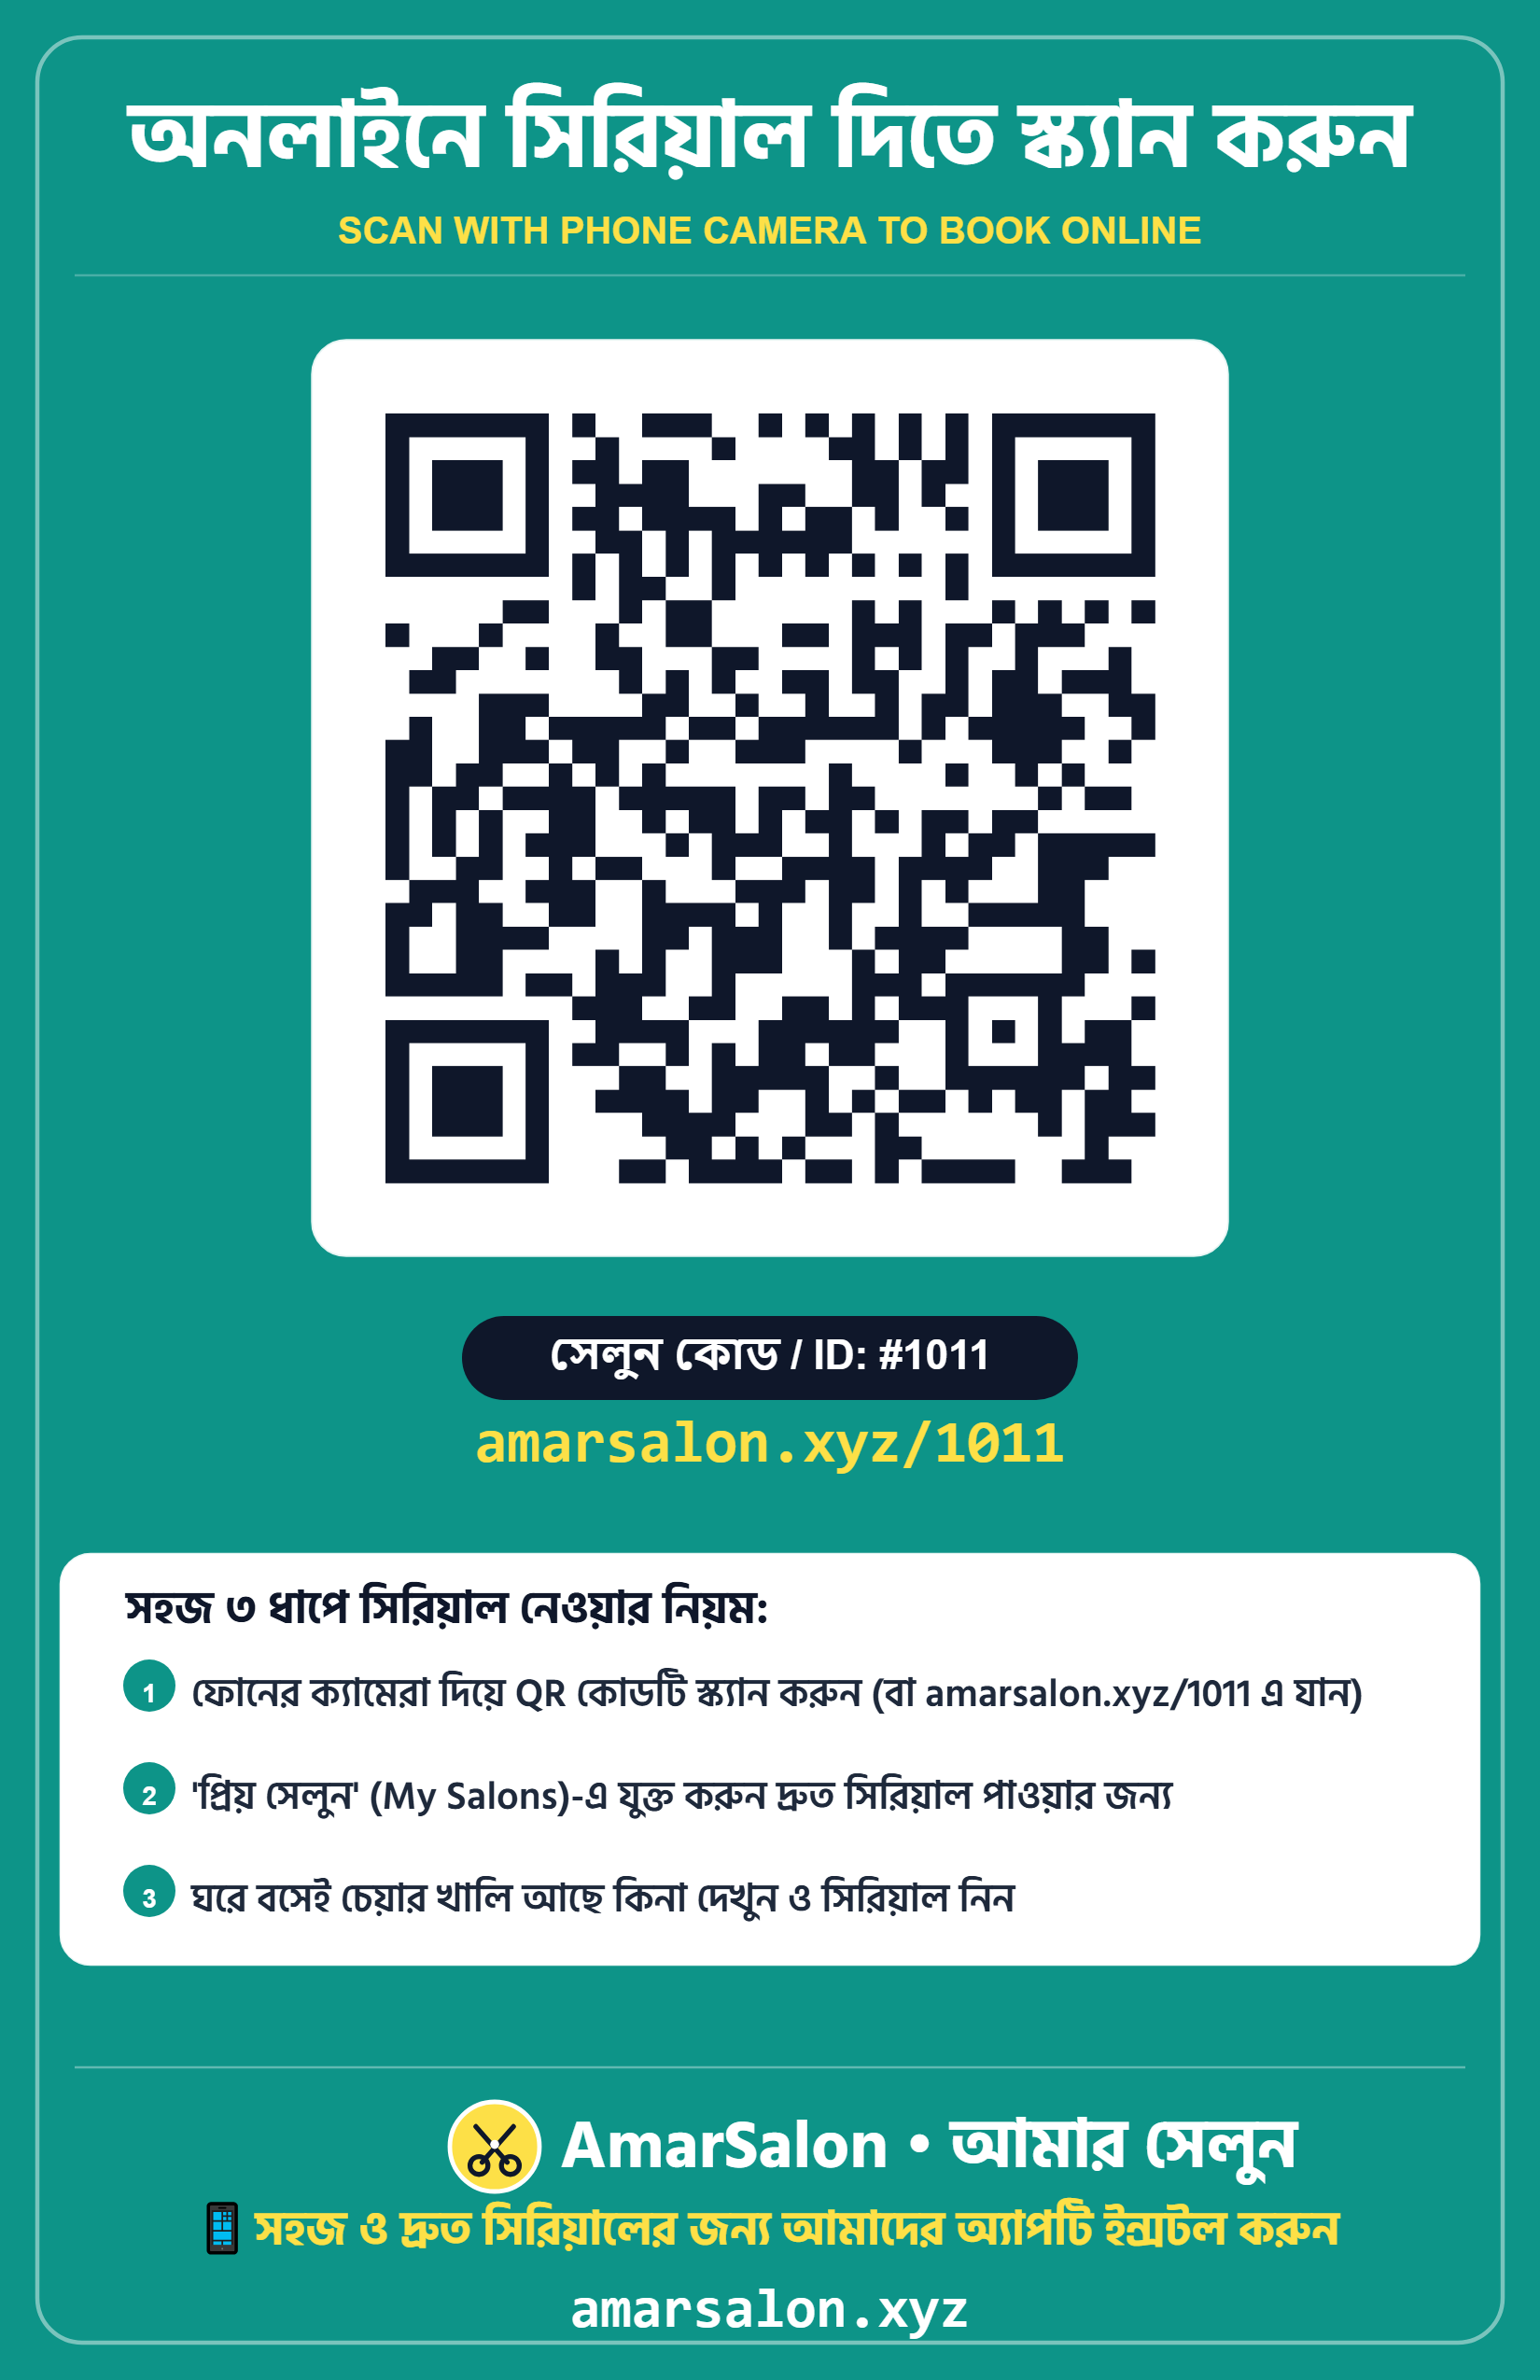 অনলাইনে সিরিয়াল দিতে স্ক্যান করুন
SCAN WITH PHONE CAMERA TO BOOK ONLINE
সেলুন কোড / ID: #1011
amarsalon.xyz/1011
সহজ ৩ ধাপে সিরিয়াল নেওয়ার নিয়ম:
1 ফোনের ক্যামেরা দিয়ে QR কোডটি স্ক্যান করুন (বা amarsalon.xyz/1011 এ যান)
2 'প্রিয় সেলুন' (My Salons)-এ যুক্ত করুন দ্রুত সিরিয়াল পাওয়ার জন্য
3 ঘরে বসেই চেয়ার খালি আছে কিনা দেখুন ও সিরিয়াল নিন
AmarSalon • আমার সেলুন
সহজ ও দ্রুত সিরিয়ালের জন্য আমাদের অ্যাপটি ইন্সটল করুন
amarsalon.xyz